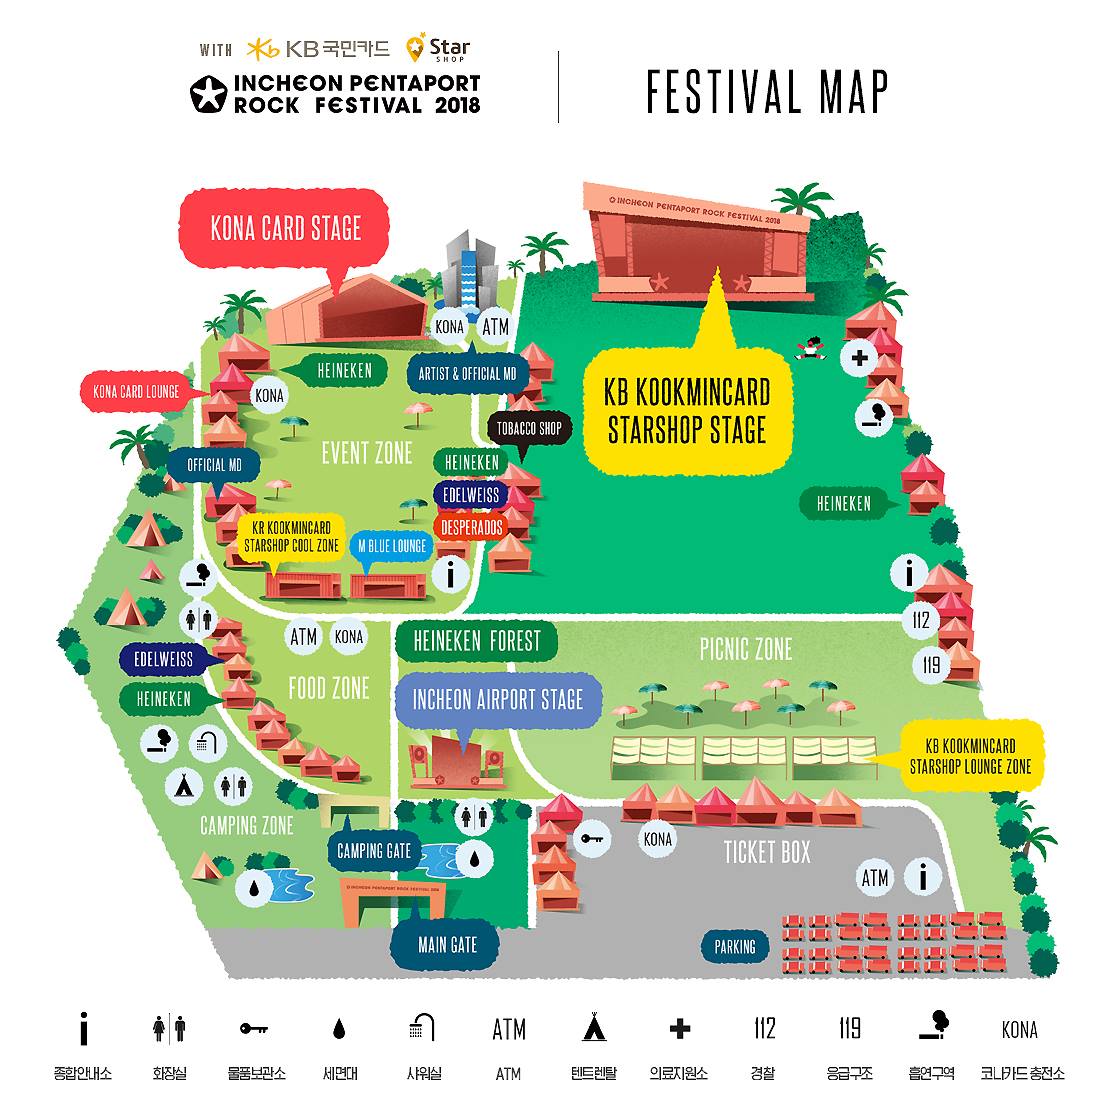 WITH KB국민카드 Star SHOP
INCHEON PENTAPORT
ROCK FESTIVAL 2018
FESTIVAL MAP
KONA CARD STAGE
INCHEON PENTAPORT ROCK FESTIVAL 2018
KONA
ATM
KB KOOKMINCARD
STARSHOP STAGE
HEINEKEN
ARTIST & OFFICIAL MD
KONA CARD LOUNGE
KONA
TOBACCO SHOP
EVENT ZONE
OFFICIAL MD
HEINEKEN
EDELWEISS
DESPERADOS
HEINEKEN
KR KOOKMINCARD
STARSHOP COOL ZONE
M BLUE LOUNGE
i
i
112
119
ATM
KONA
HEINEKEN FOREST
PICNIC ZONE
EDELWEISS
HEINEKEN
FOOD ZONE
INCHEON AIRPORT STAGE
KB KOOKMINCARD
STARSHOP LOUNGE ZONE
CAMPING ZONE
CAMPING GATE
KONA
TICKET BOX
ATM
i
INCHEON PENTAPORT ROCK FESTIVAL 2018
MAIN GATE
PARKING
i
ATM
112
119
KONA
종합안내소
화장실
물품보관소
세면대
샤워실
ATM
텐트렌탈
의료지원소
경찰
응급구조
흡연구역
코나카드 충전소